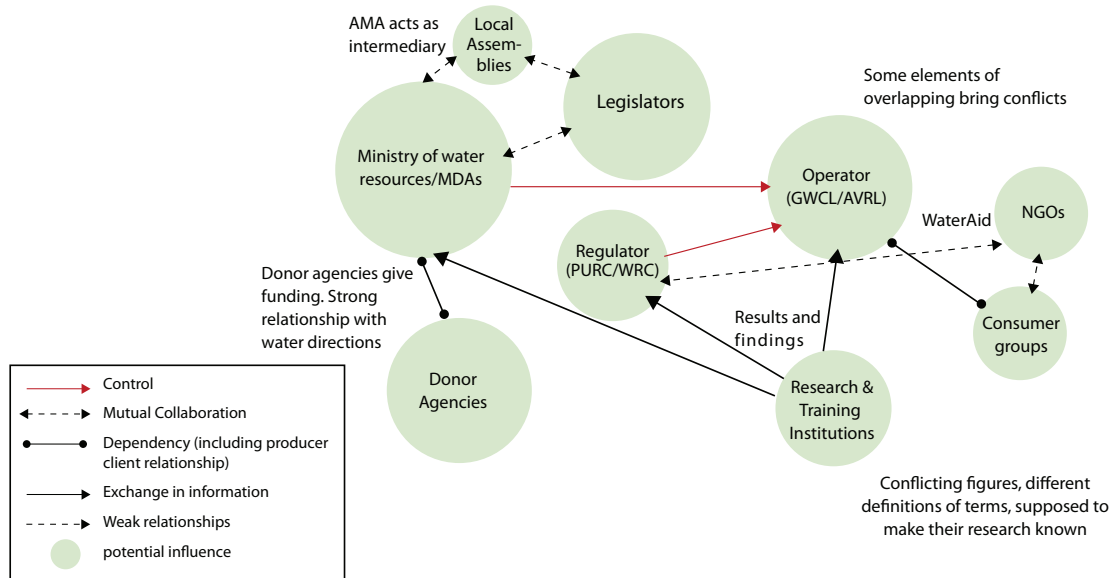 AMA acts as
intermediary
Local
Assem-
blies
Legislators
Some elements of
overlapping bring conflicts
Ministry of water
resources/MDAs
Operator
(GWCL/AVRL)
NGOs
WaterAid
Regulator
(PURC/WRC)
Donor agencies give
funding. Strong
relationship with
water directions
Results and
findings
Consumer
groups
Donor
Agencies
Research &
Training
Institutions
Conflicting figures, different
definitions of terms, supposed to
make their research known
Control
Mutual Collaboration
Dependency (including producer
client relationship)
Exchange in information
Weak relationships
potential influence